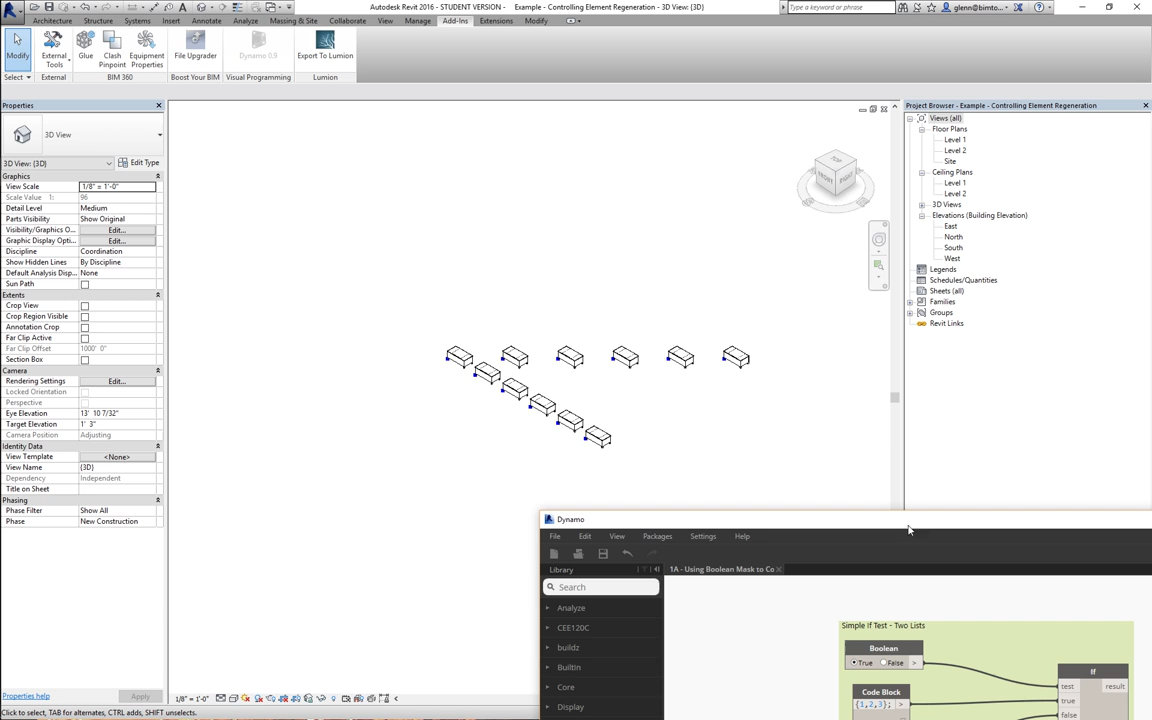 Autodesk Revit 2016 - STUDENT VERSION -
Example - Controlling Element Regeneration - 3D View: {3D}
Type a keyword or phrase
glenn@bimto...
Architecture Structure Systems Insert Annotate Analyze Massing & Site Collaborate View Manage Add-Ins Extensions Modify
Modify
External Tools
Glue
Clash Pinpoint
Equipment Properties
File Upgrader
Dynamo 0.9
Export To Lumion
Select External BIM 360 Boost Your BIM Visual Programming Lumion
Properties
3D View
3D View: {3D}
Edit Type
Graphics
View Scale 1/8" = 1'-0"
Scale Value 1: 96
Detail Level Medium
Parts Visibility Show Original
Visibility/Graphics O... Edit...
Graphic Display Opti... Edit...
Discipline Coordination
Show Hidden Lines By Discipline
Default Analysis Disp... None
Sun Path
Extents
Crop View
Crop Region Visible
Annotation Crop
Far Clip Active
Far Clip Offset 1000' 0"
Section Box
Camera
Rendering Settings Edit...
Locked Orientation
Perspective
Eye Elevation 13' 10 7/32"
Target Elevation 1' 3"
Camera Position Adjusting
Identity Data
View Template <None>
View Name {3D}
Dependency Independent
Title on Sheet
Phasing
Phase Filter Show All
Phase New Construction
Properties help
Apply
Click to select, TAB for alternates, CTRL adds, SHIFT unselects.
1/8" = 1'-0"
TOP
FRONT
RIGHT
Project Browser - Example - Controlling Element Regeneration
Views (all)
Floor Plans
Level 1
Level 2
Site
Ceiling Plans
Level 1
Level 2
3D Views
Elevations (Building Elevation)
East
North
South
West
Legends
Schedules/Quantities
Sheets (all)
Families
Groups
Revit Links
Dynamo
File Edit View Packages Settings Help
Library
1A - Using Boolean Mask to Co
Search
Analyze
CEE120C
buildz
BuiltIn
Core
Display
Simple If Test - Two Lists
Boolean
True False >
Code Block
{1,2,3}; >
If
test result
true
false